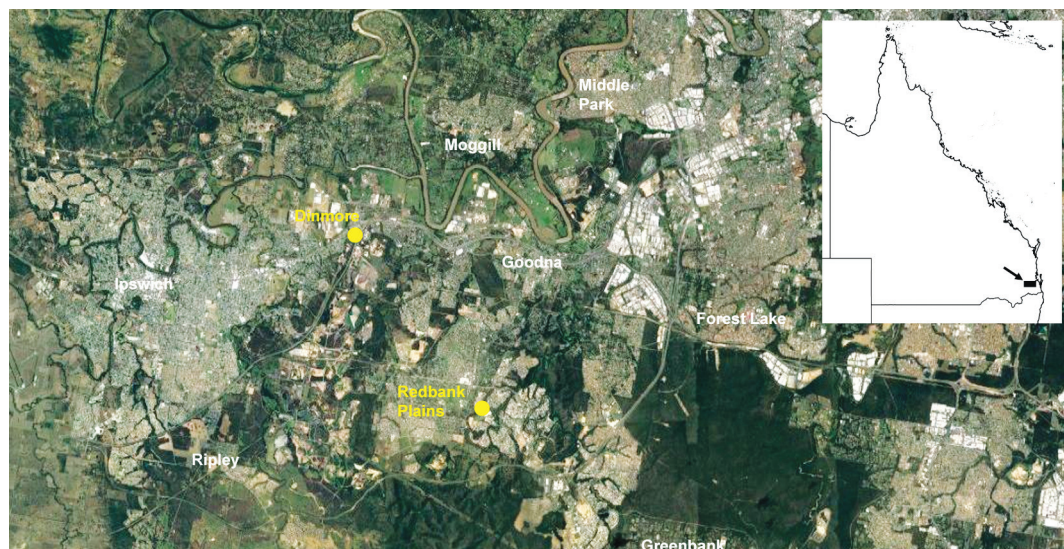 Middle
Park
Moggill
Dinmore
Goodna
Ipswich
Forest Lake
Redbank
Plains
Ripley
Greenbank